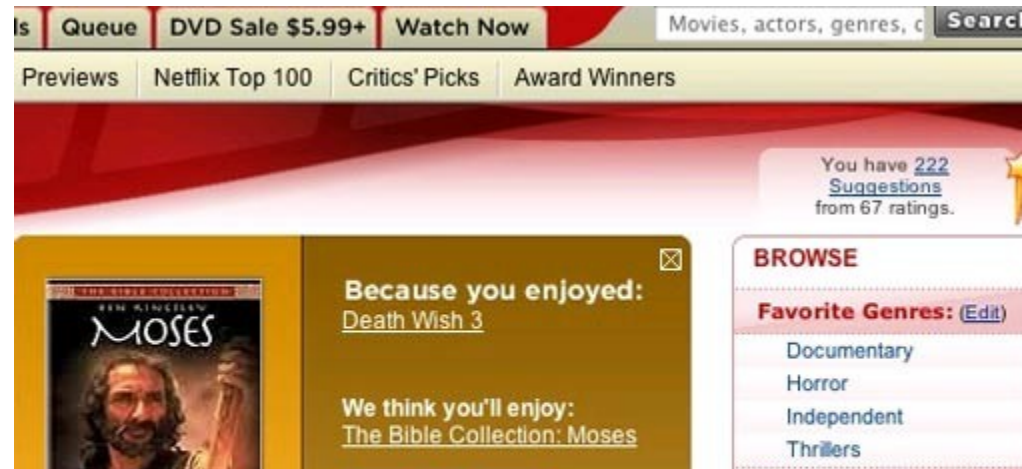 ls Queue DVD Sale $5.99+ Watch Now Movies, actors, genres, d Search
Previews Netflix Top 100 Critics' Picks Award Winners
You have 222
Suggestions
from 67 ratings.
BROWSE
Favorite Genres: (Edit)
Documentary
Horror
Independent
Thrillers
THE BIBLE COLLECTION
BEN KINGSLEY
MOSES
Because you enjoyed:
Death Wish 3
We think you'll enjoy:
The Bible Collection: Moses